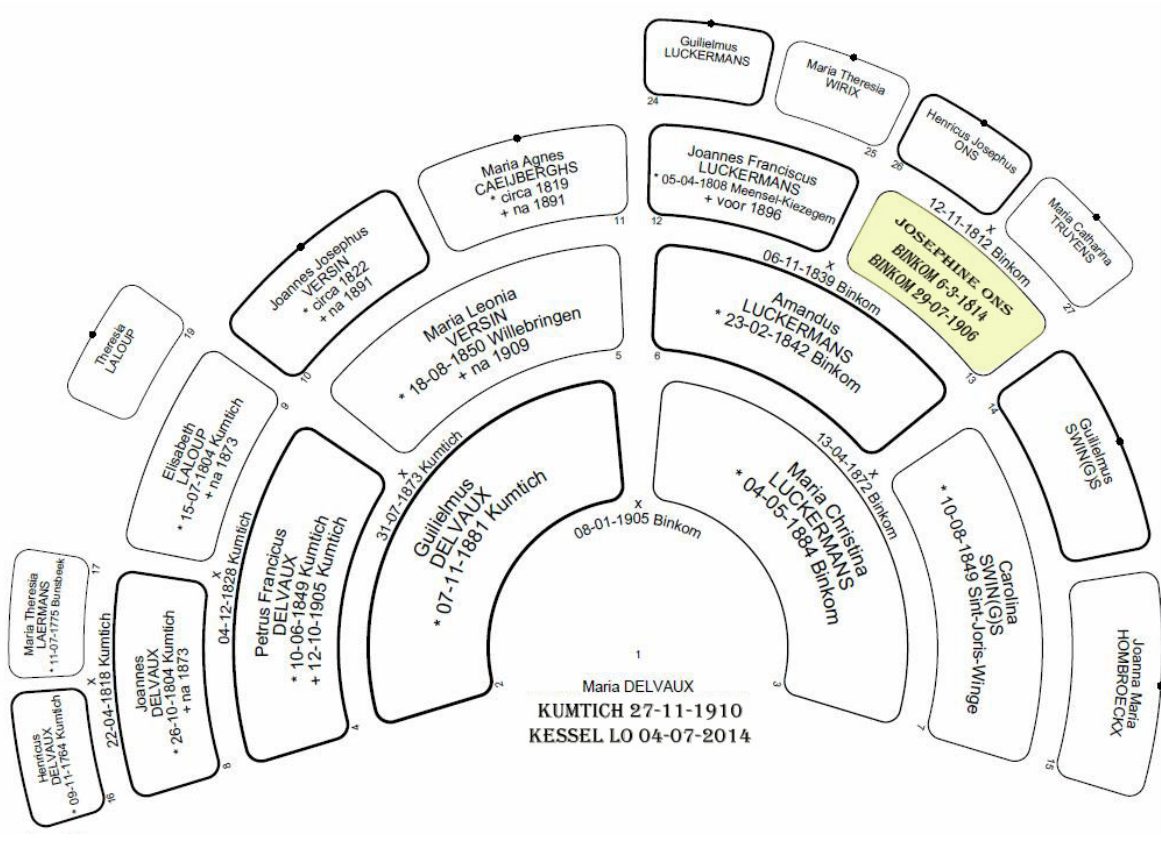 1
Maria DELVAUX
KUMTICH 27-11-1910
KESSEL LO 04-07-2014
2
Guilielmus
DELVAUX
* 07-11-1881 Kumtich
x
08-01-1905 Binkom
3
Maria Christina
LUCKERMANS
* 04-05-1884 Binkom
4
Petrus Francicus
DELVAUX
* 10-06-1849 Kumtich
+ 12-10-1905 Kumtich
x
31-07-1873 Kumtich
5
Maria Leonia
VERSIN
* 18-08-1850 Willebringen
+ na 1909
6
Amandus
LUCKERMANS
* 23-02-1842 Binkom
x
13-04-1872 Binkom
7
Carolina
SWIN(G)S
* 10-08-1849 Sint-Joris-Winge
8
Joannes
DELVAUX
* 26-10-1804 Kumtich
+ na 1873
x
04-12-1828 Kumtich
9
Elisabeth
LALOUP
* 15-07-1804 Kumtich
+ na 1873
10
Joannes Josephus
VERSIN
* circa 1822
+ na 1891
11
Maria Agnes
CAEIJBERGHS
* circa 1819
+ na 1891
12
Joannes Franciscus
LUCKERMANS
* 05-04-1808 Meensel-Kiezegem
+ voor 1896
x
06-11-1839 Binkom
13
JOSEPHINE ONS
BINKOM 6-3-1814
BINKOM 29-07-1906
14
Guilielmus
SWIN(G)S
15
Joanna Maria
HOMBROECKX
16
Henricus
DELVAUX
* 09-11-1764 Kumtich
x
22-04-1818 Kumtich
17
Maria Theresia
LAERMANS
* 11-07-1775 Bunsbeek
19
Theresia
LALOUP
24
Guilielmus
LUCKERMANS
25
Maria Theresia
WIRIX
26
Henricus Josephus
ONS
x
12-11-1812 Binkom
27
Maria Catharina
TRUYENS